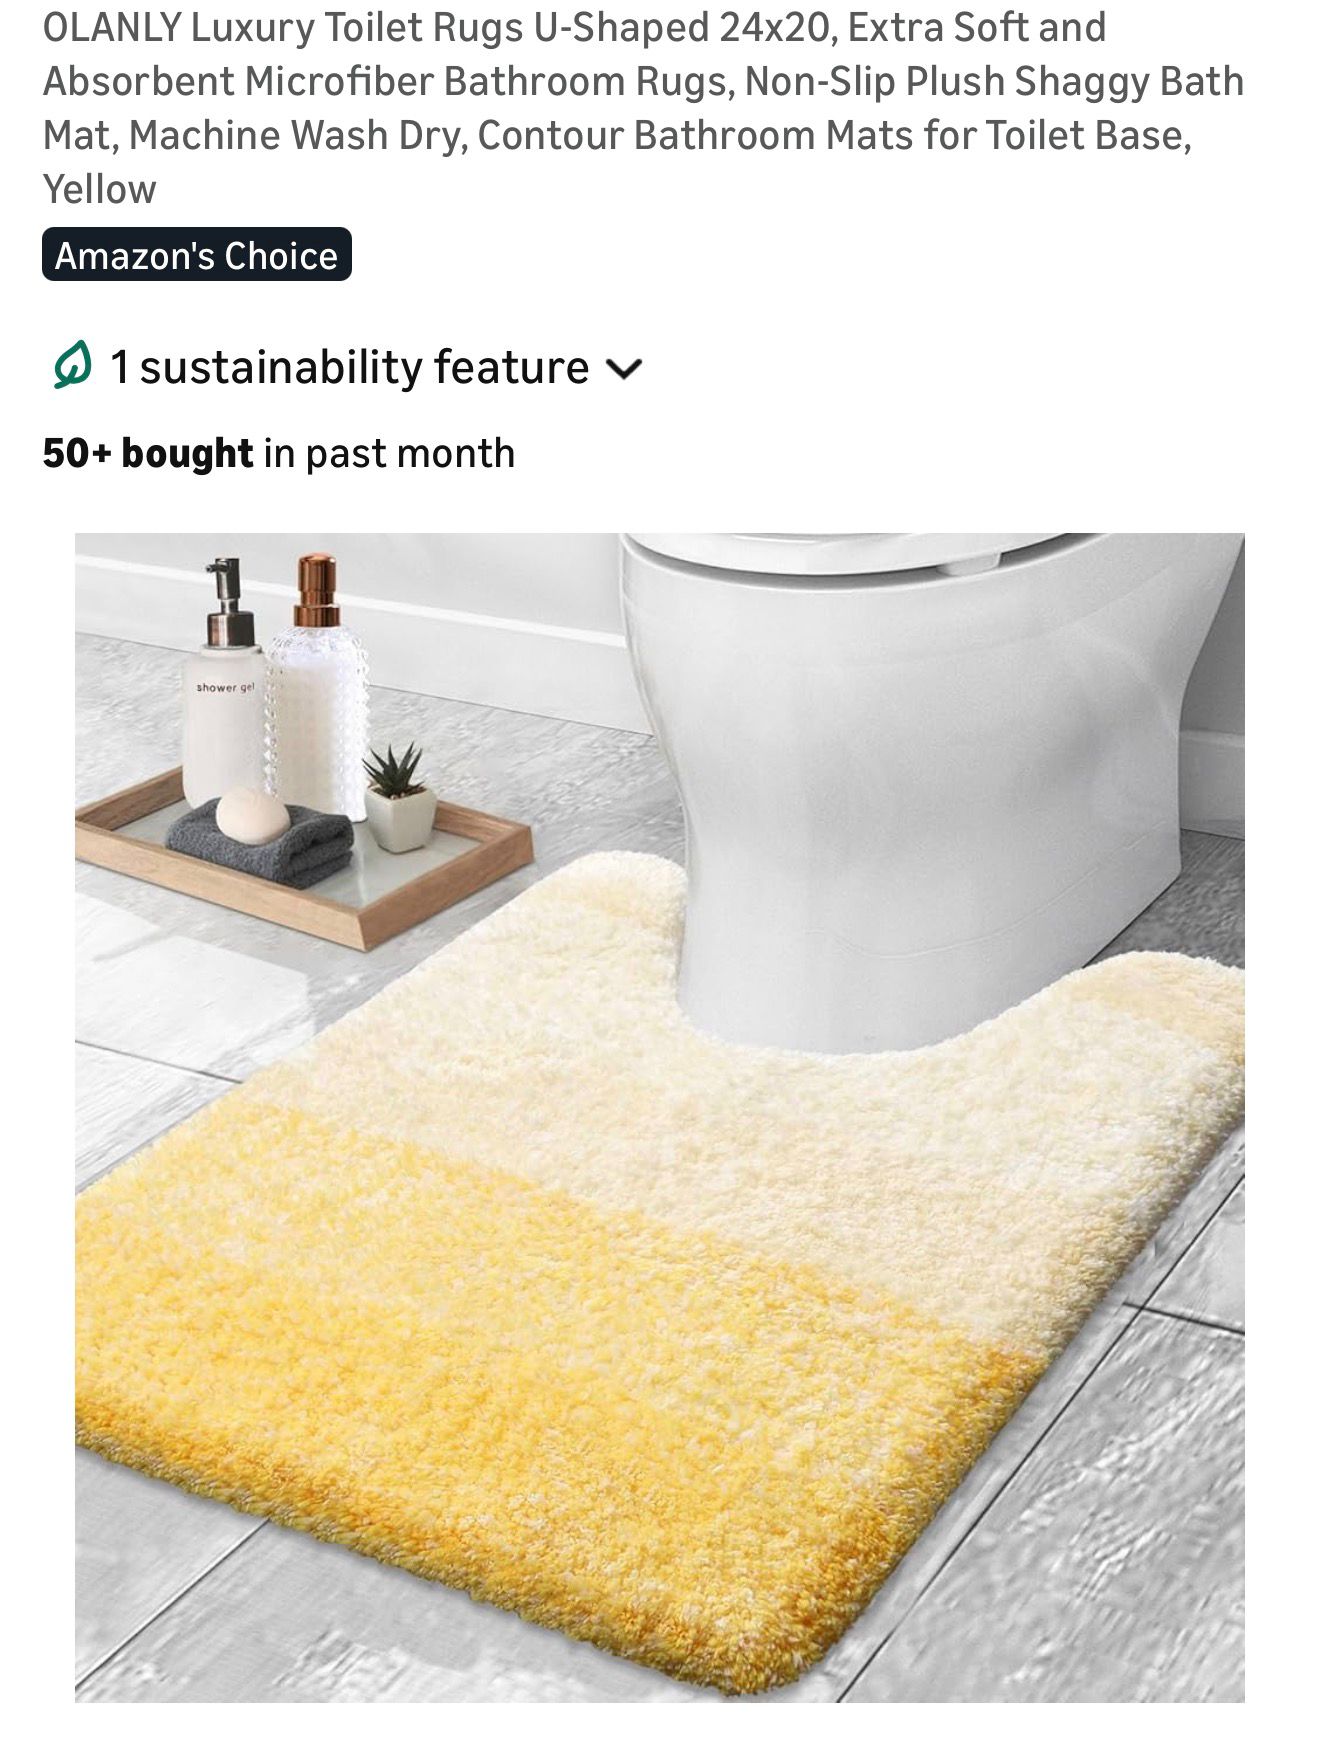 OLANLY Luxury Toilet Rugs U-Shaped 24x20, Extra Soft and
Absorbent Microfiber Bathroom Rugs, Non-Slip Plush Shaggy Bath
Mat, Machine Wash Dry, Contour Bathroom Mats for Toilet Base,
Yellow
Amazon's Choice
1 sustainability feature
50+ bought in past month
shower gel